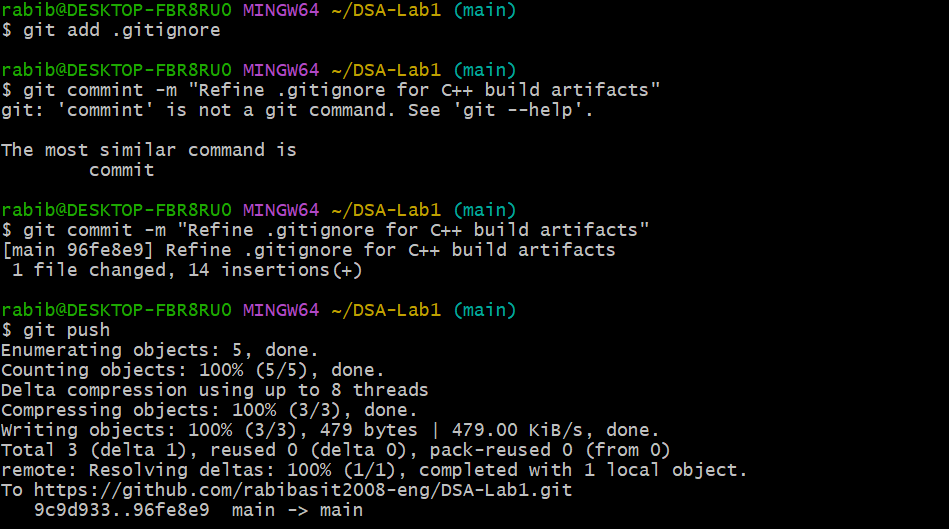 rabib@DESKTOP-FBR8RU0 MINGW64 ~/DSA-Lab1 (main)
$ git add .gitignore
rabib@DESKTOP-FBR8RU0 MINGW64 ~/DSA-Lab1 (main)
$ git commint -m "Refine .gitignore for C++ build artifacts"
git: 'commint' is not a git command. See 'git --help'.
The most similar command is
        commit
rabib@DESKTOP-FBR8RU0 MINGW64 ~/DSA-Lab1 (main)
$ git commit -m "Refine .gitignore for C++ build artifacts"
[main 96fe8e9] Refine .gitignore for C++ build artifacts
 1 file changed, 14 insertions(+)
rabib@DESKTOP-FBR8RU0 MINGW64 ~/DSA-Lab1 (main)
$ git push
Enumerating objects: 5, done.
Counting objects: 100% (5/5), done.
Delta compression using up to 8 threads
Compressing objects: 100% (3/3), done.
Writing objects: 100% (3/3), 479 bytes | 479.00 KiB/s, done.
Total 3 (delta 1), reused 0 (delta 0), pack-reused 0 (from 0)
remote: Resolving deltas: 100% (1/1), completed with 1 local object.
To https://github.com/rabibasit2008-eng/DSA-Lab1.git
   9c9d933..96fe8e9  main -> main